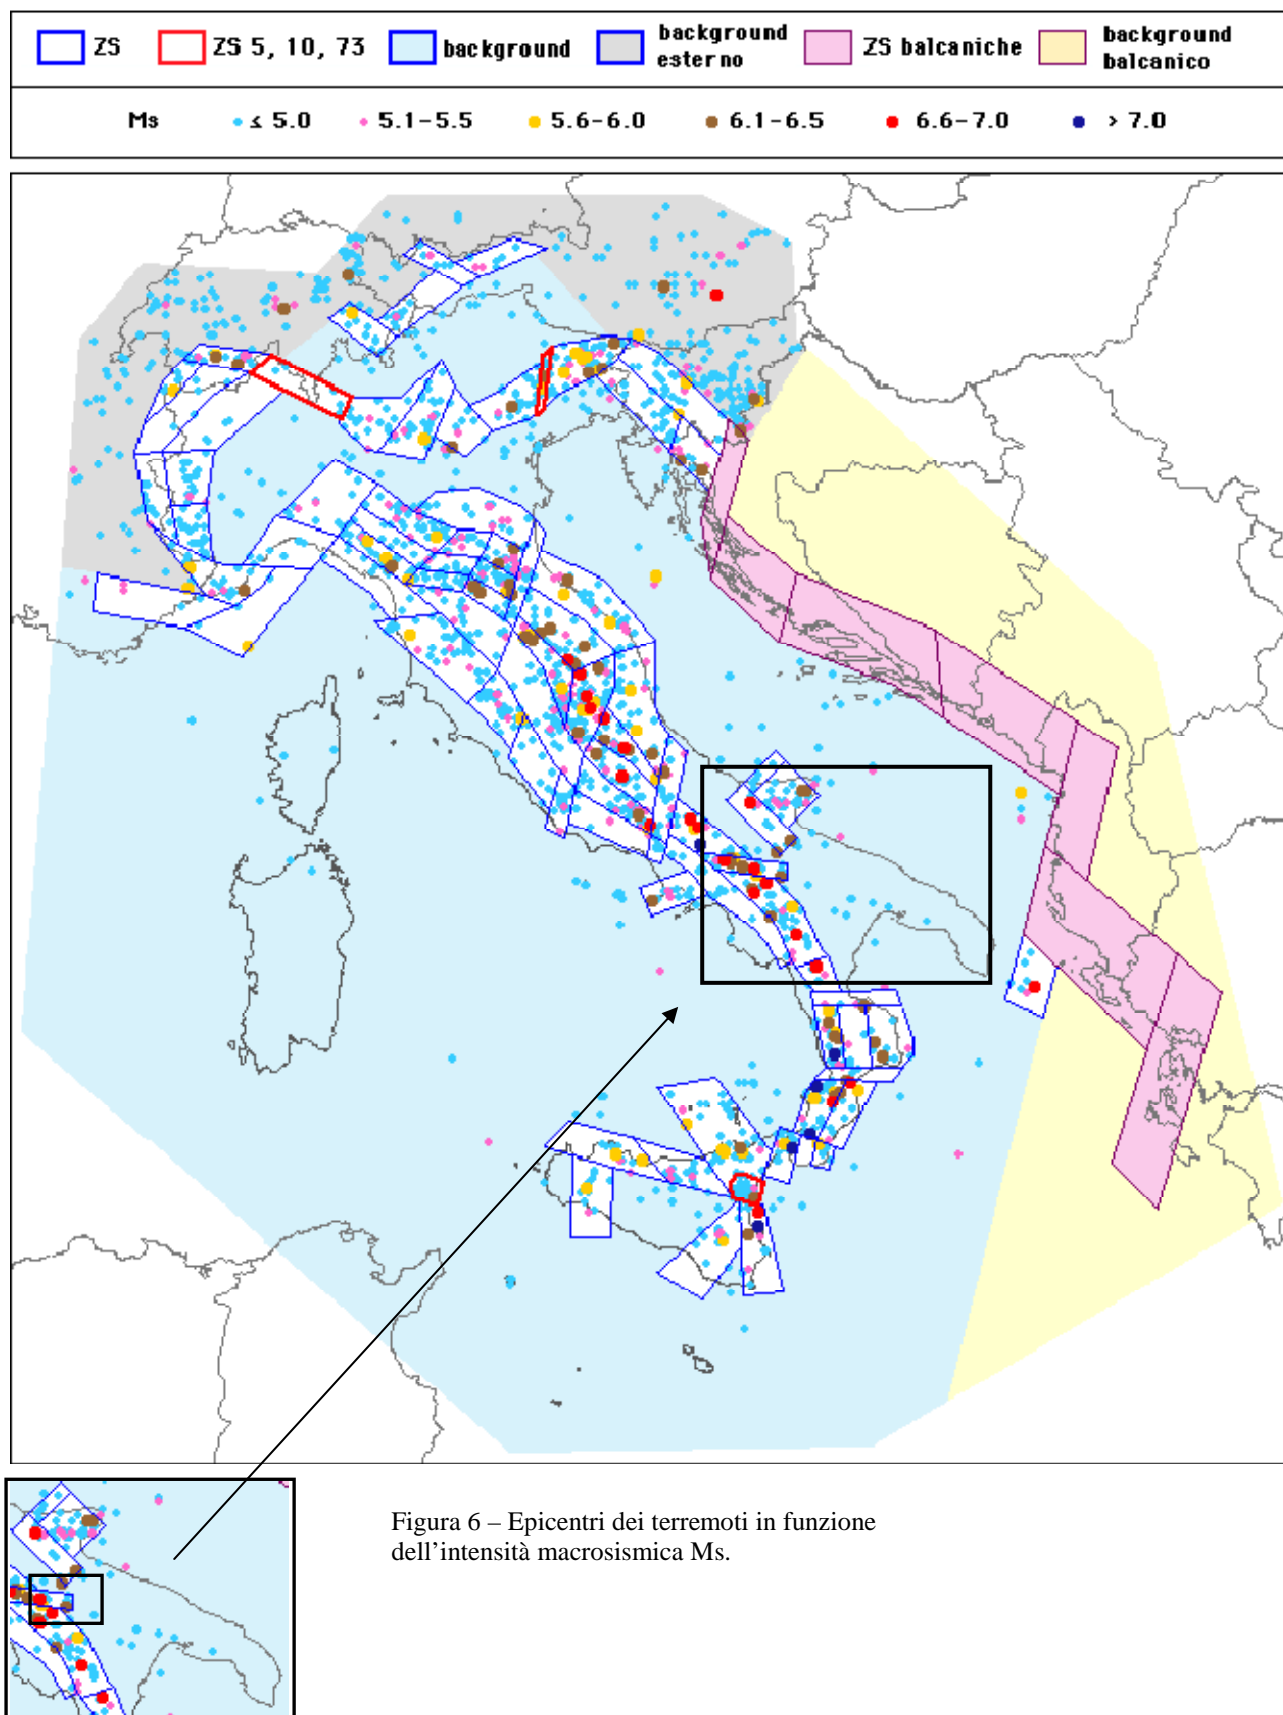 ZS
ZS 5, 10, 73
background
background
esterno
ZS balcaniche
background
balcanico
Ms
≤ 5.0
5.1-5.5
5.6-6.0
6.1-6.5
6.6-7.0
> 7.0
Figura 6 – Epicentri dei terremoti in funzione
dell’intensità macrosismica Ms.